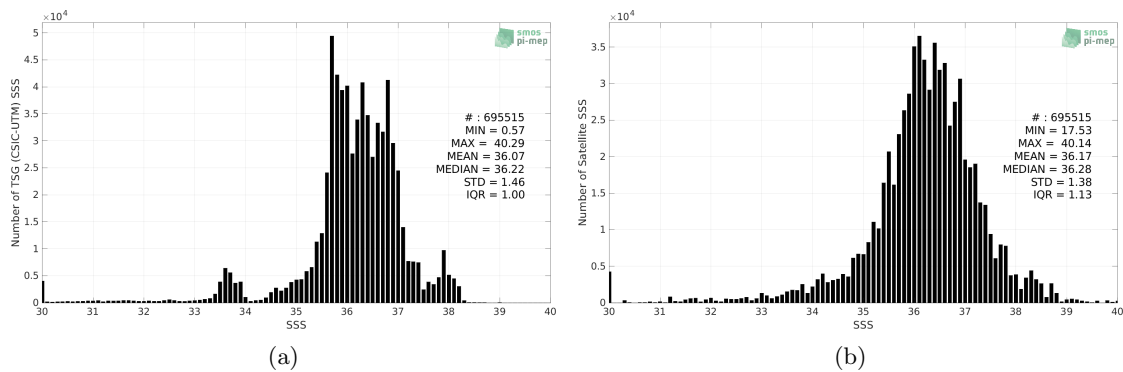 ×10⁴
5
4.5
4
3.5
3
2.5
2
1.5
1
0.5
0
Number of TSG (CSIC-UTM) SSS
smos
pi-mep
# : 695515
MIN = 0.57
MAX = 40.29
MEAN = 36.07
MEDIAN = 36.22
STD = 1.46
IQR = 1.00
30 31 32 33 34 35 36 37 38 39 40
SSS
(a)
×10⁴
3.5
3
2.5
2
1.5
1
0.5
0
Number of Satellite SSS
smos
pi-mep
# : 695515
MIN = 17.53
MAX = 40.14
MEAN = 36.17
MEDIAN = 36.28
STD = 1.38
IQR = 1.13
30 31 32 33 34 35 36 37 38 39 40
SSS
(b)